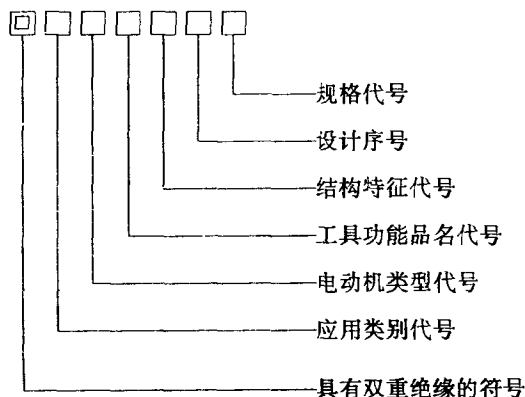 规格代号
设计序号
结构特征代号
工具功能品名代号
电动机类型代号
应用类别代号
具有双重绝缘的符号